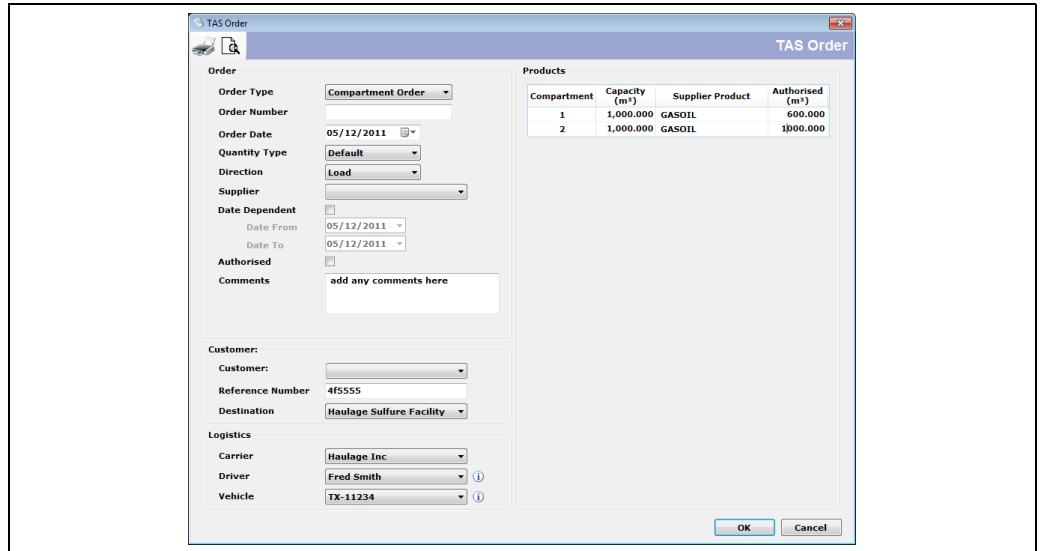 TAS Order
TAS Order
Order
Order Type Compartment Order
Order Number
Order Date 05/12/2011
Quantity Type Default
Direction Load
Supplier
Date Dependent
Date From 05/12/2011
Date To 05/12/2011
Authorised
Comments add any comments here
Customer:
Customer:
Reference Number 4f5555
Destination Haulage Sulfure Facility
Logistics
Carrier Haulage Inc
Driver Fred Smith
Vehicle TX-11234
Products
Compartment Capacity (m³) Supplier Product Authorised (m³)
1 1,000.000 GASOIL 600.000
2 1,000.000 GASOIL 1000.000
OK Cancel